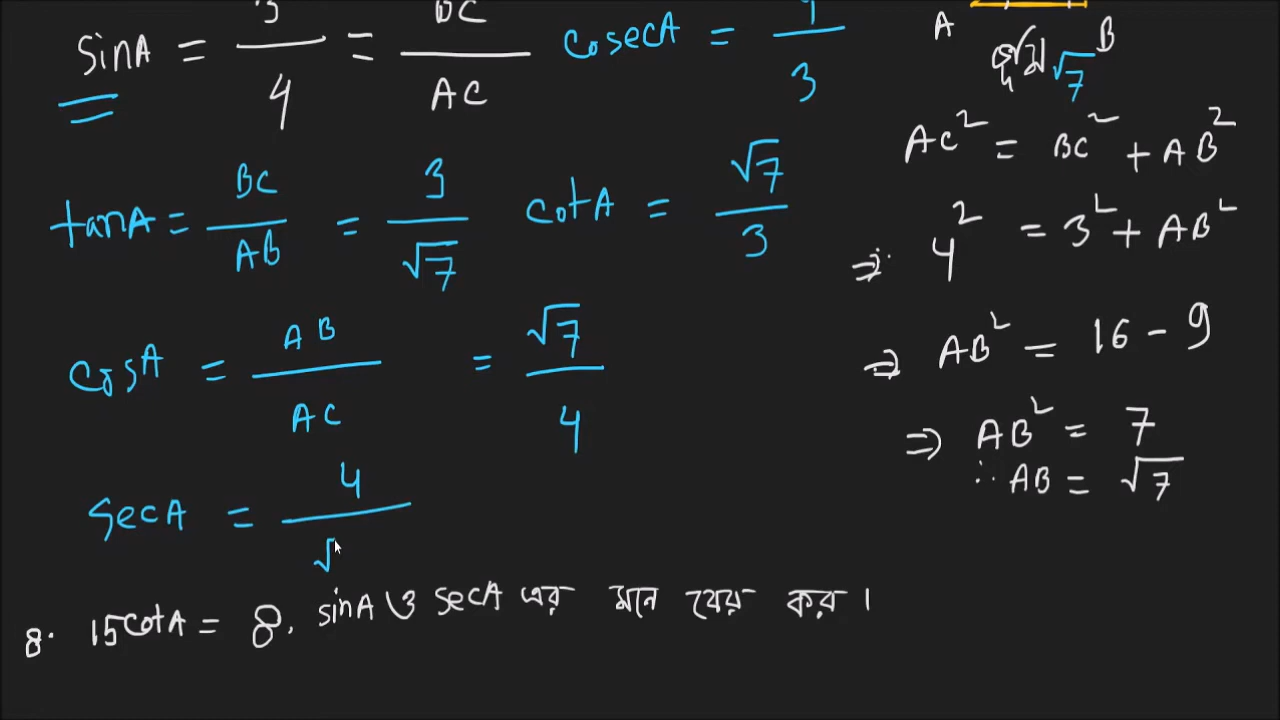 sinA = 3/4 = BC/AC cosecA = 4/3
A B
ভূমি √7
AC² = BC² + AB²
tanA = BC/AB = 3/√7 cotA = √7/3
⇒ 4² = 3² + AB²
cosA = AB/AC = √7/4
⇒ AB² = 16 - 9
⇒ AB² = 7
∴ AB = √7
secA = 4/√
8. 15cotA = 8, sinA ও secA এর মান বের কর।